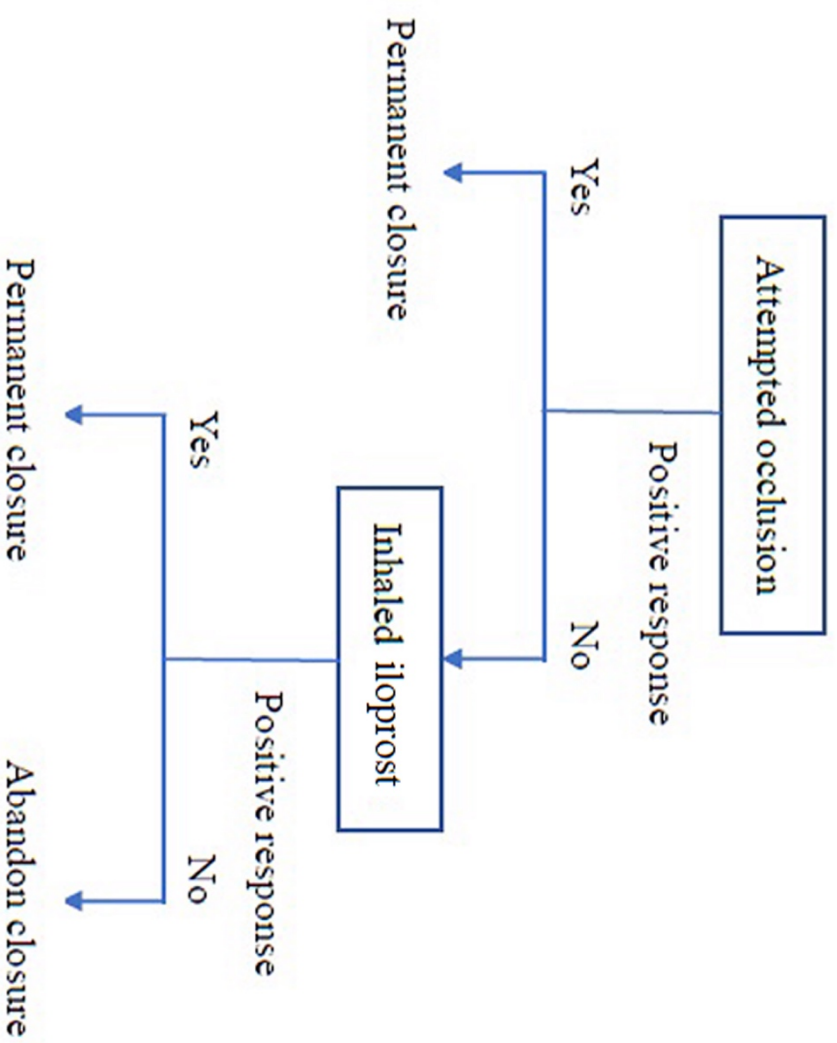 Attempted occlusion
Positive response
Yes
No
Permanent closure
Inhaled iloprost
Positive response
Yes
No
Permanent closure
Abandon closure